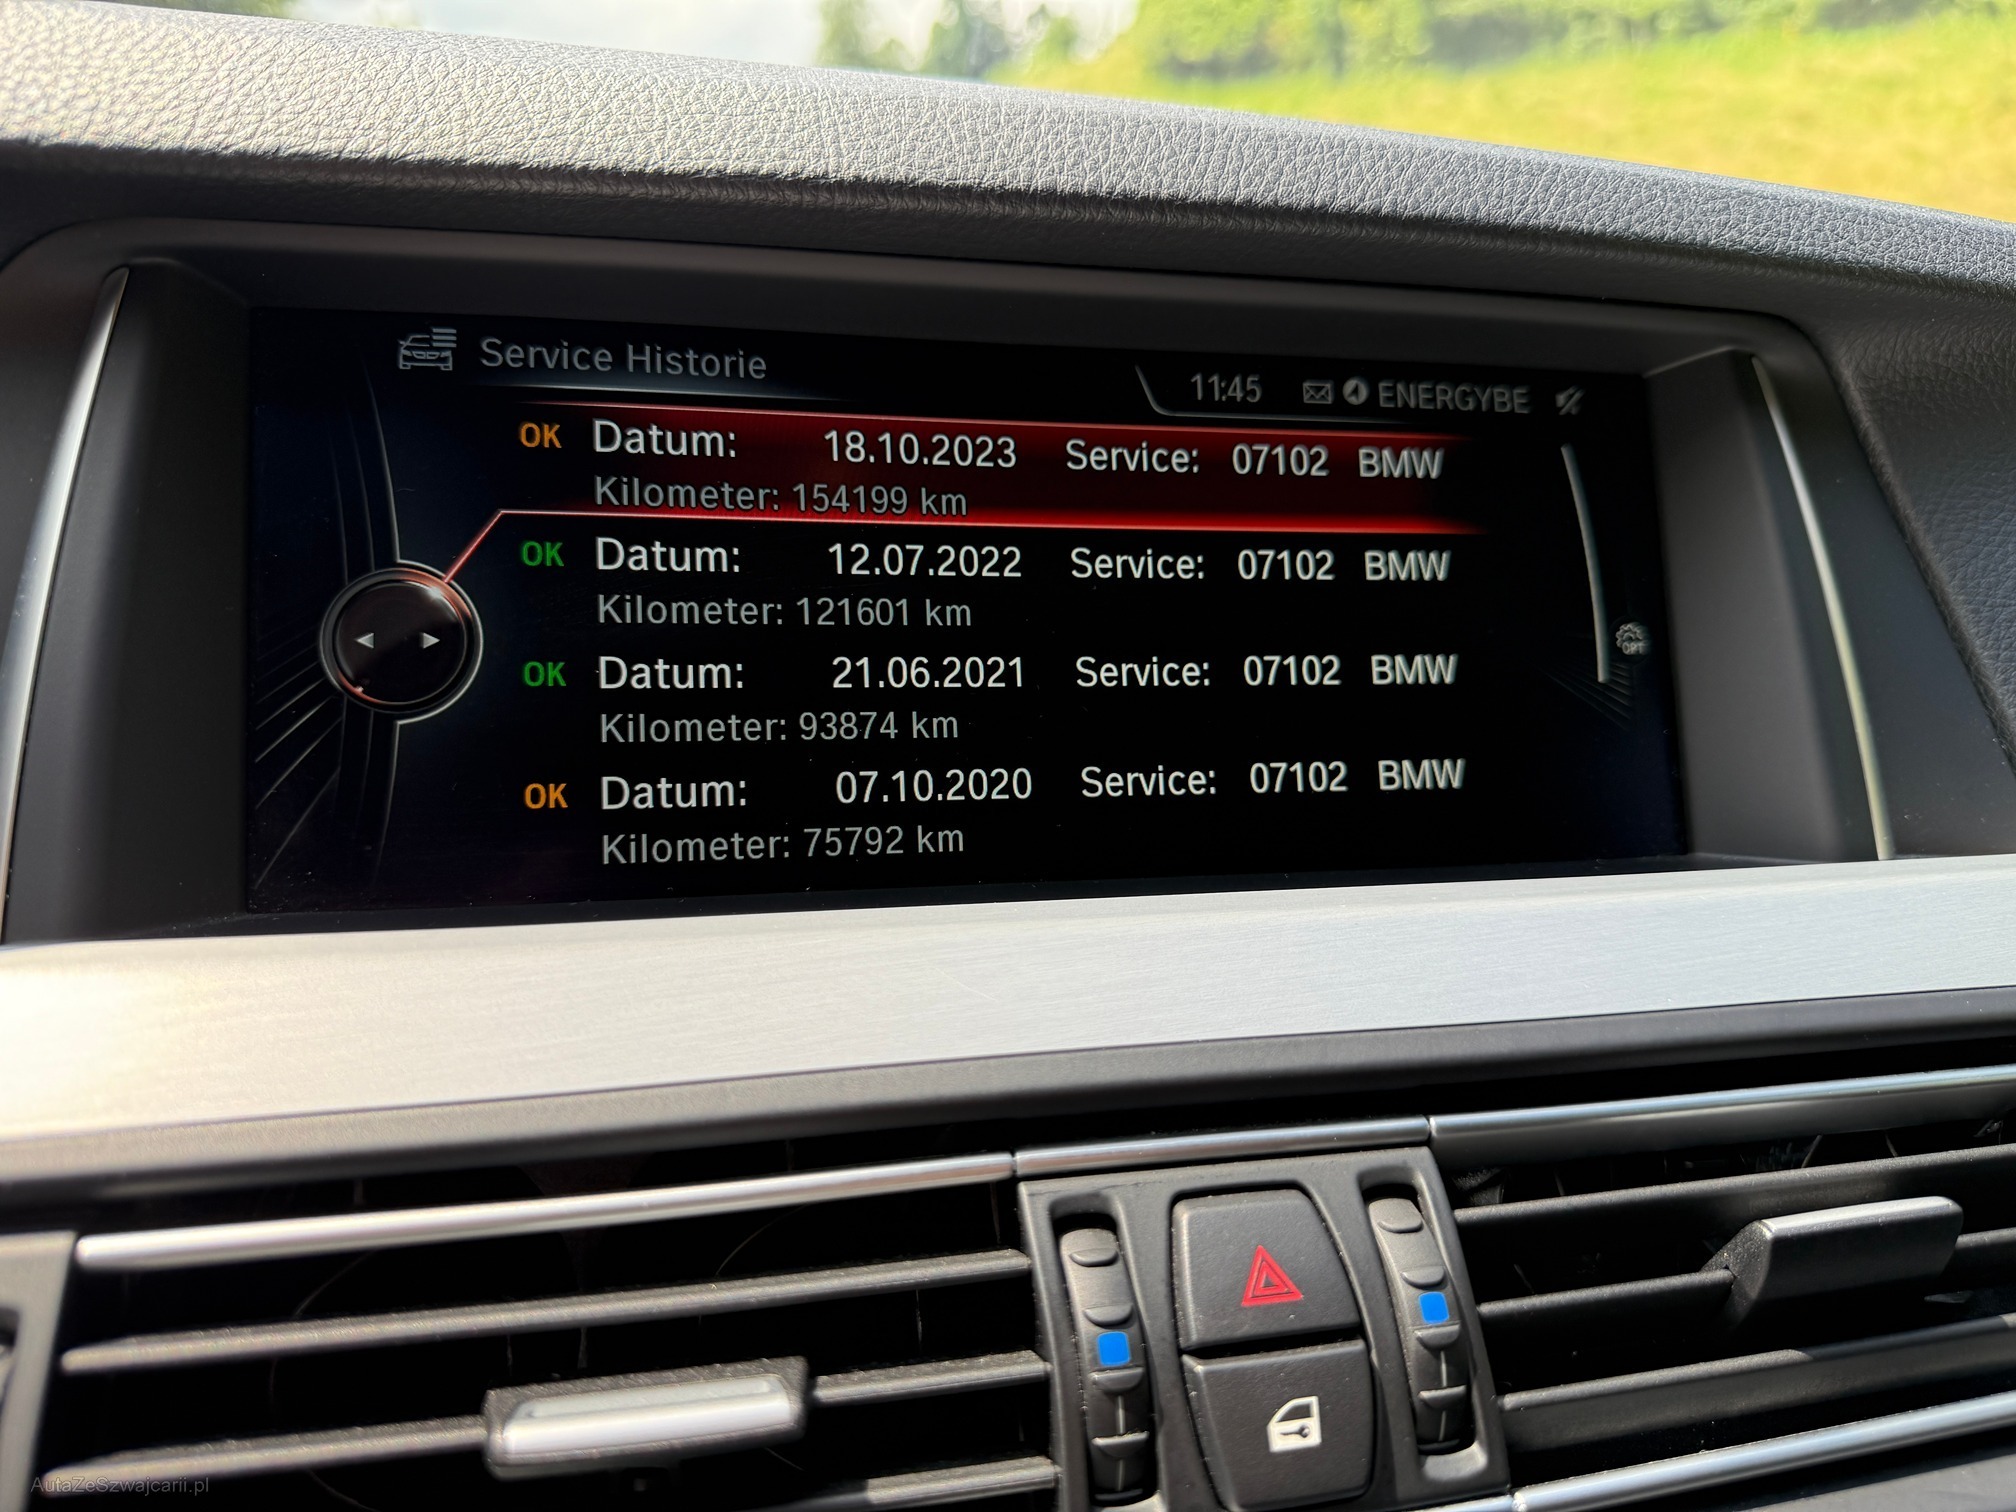 Service Historie
11:45 ENERGYBE
OK Datum: 18.10.2023 Service: 07102 BMW
Kilometer: 154199 km
OK Datum: 12.07.2022 Service: 07102 BMW
Kilometer: 121601 km
OK Datum: 21.06.2021 Service: 07102 BMW
Kilometer: 93874 km
OPT
OK Datum: 07.10.2020 Service: 07102 BMW
Kilometer: 75792 km
AutaZeSzwajcarii.pl